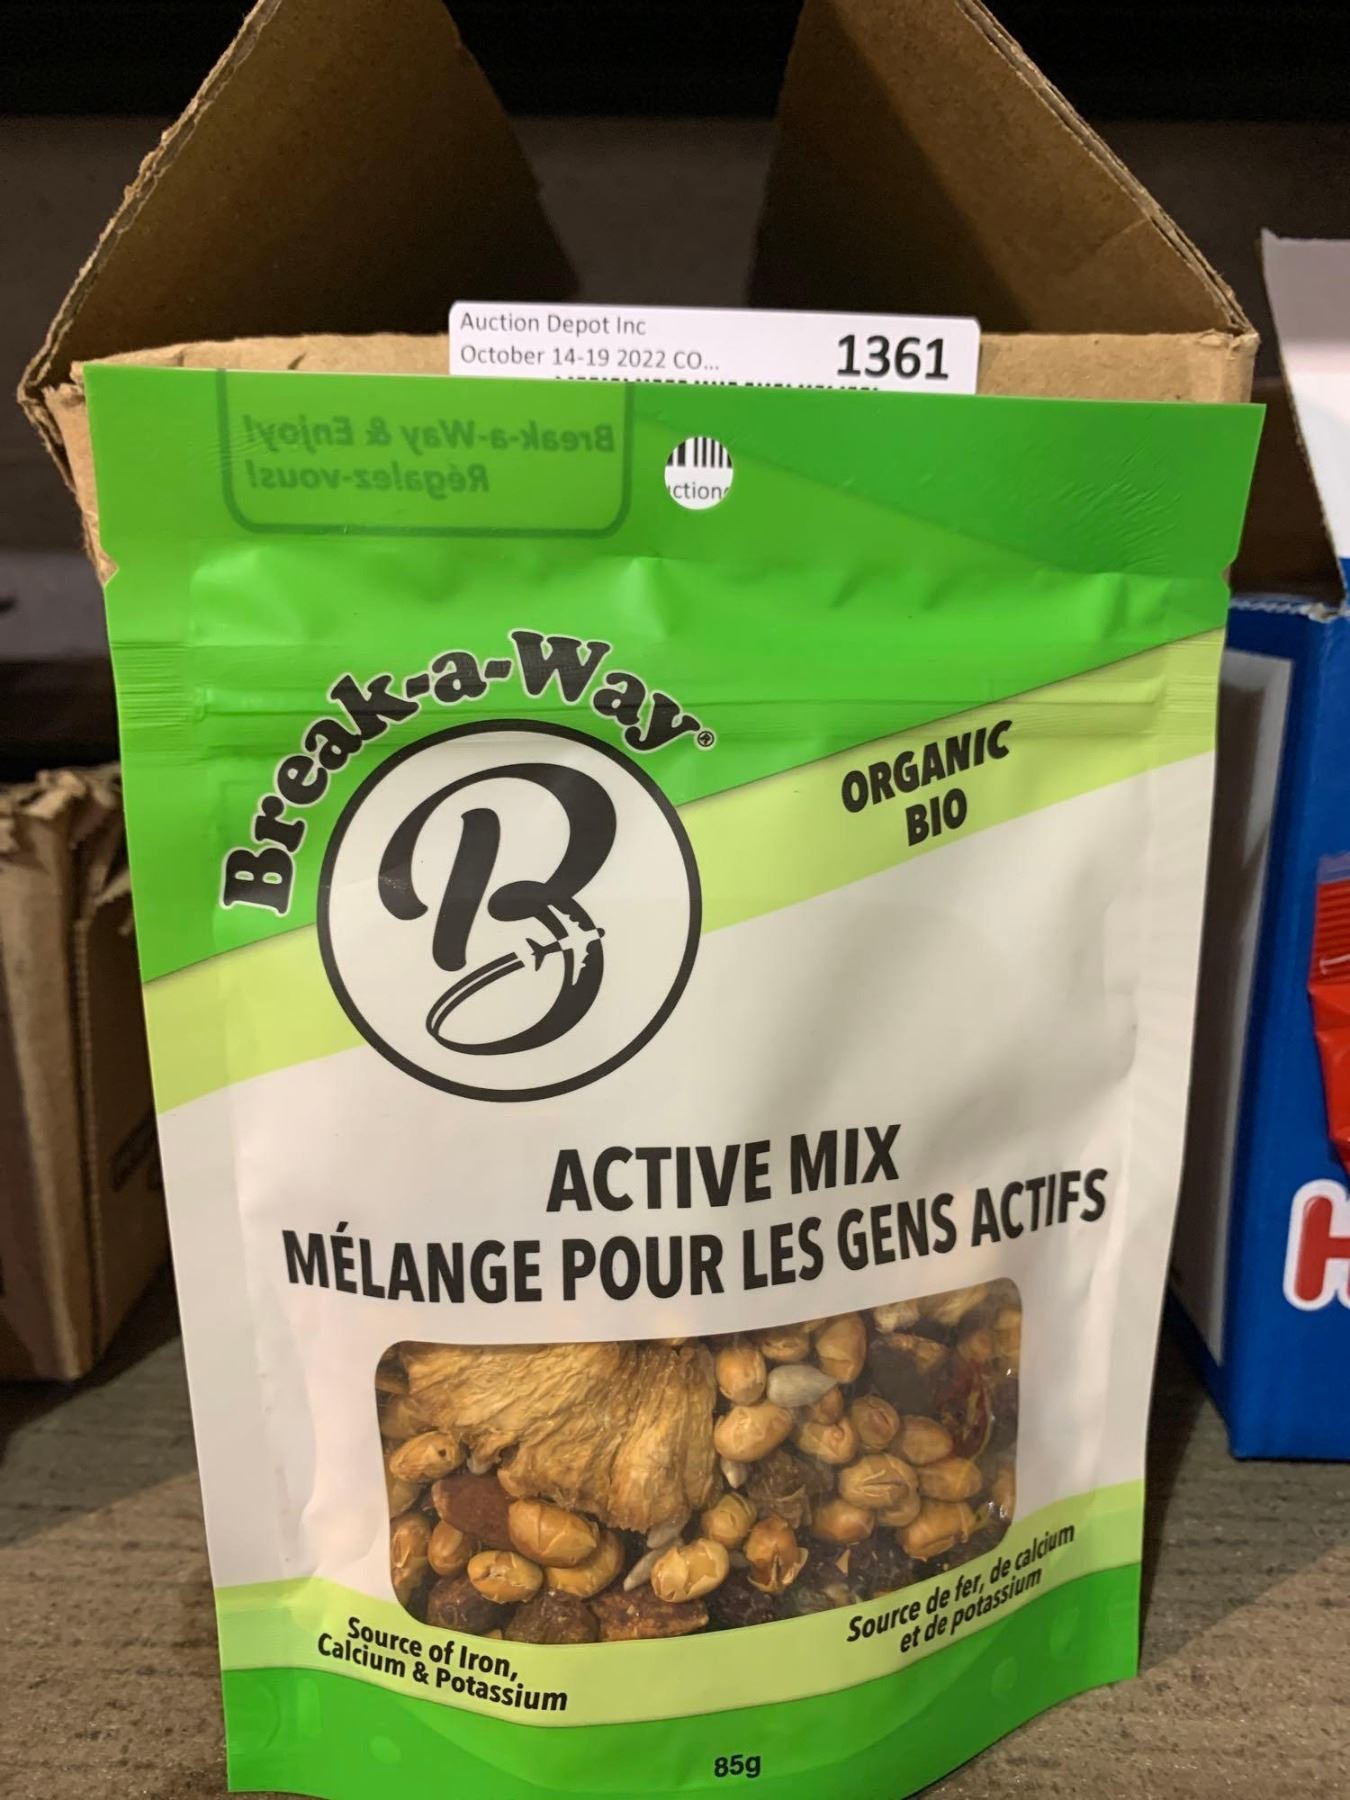 Auction Depot Inc
October 14-19 2022 CO...
1361
Break-a-Way & Enjoy!
Régalez-vous!
ction
Break-a-Way®
B
ORGANIC
BIO
ACTIVE MIX
MÉLANGE POUR LES GENS ACTIFS
Source of Iron,
Calcium & Potassium
Source de fer, de calcium
et de potassium
85g
H